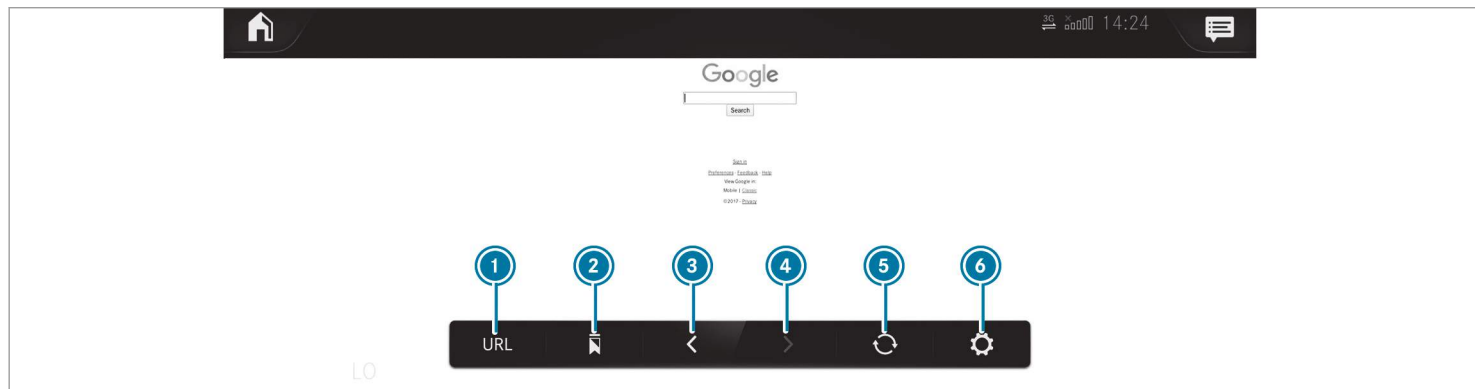 3G 14:24
Google
Search
Sign in
Preferences - Feedback - Help
View Google in:
Mobile | Classic
©2017 - Privacy
1 2 3 4 5 6
URL
LO